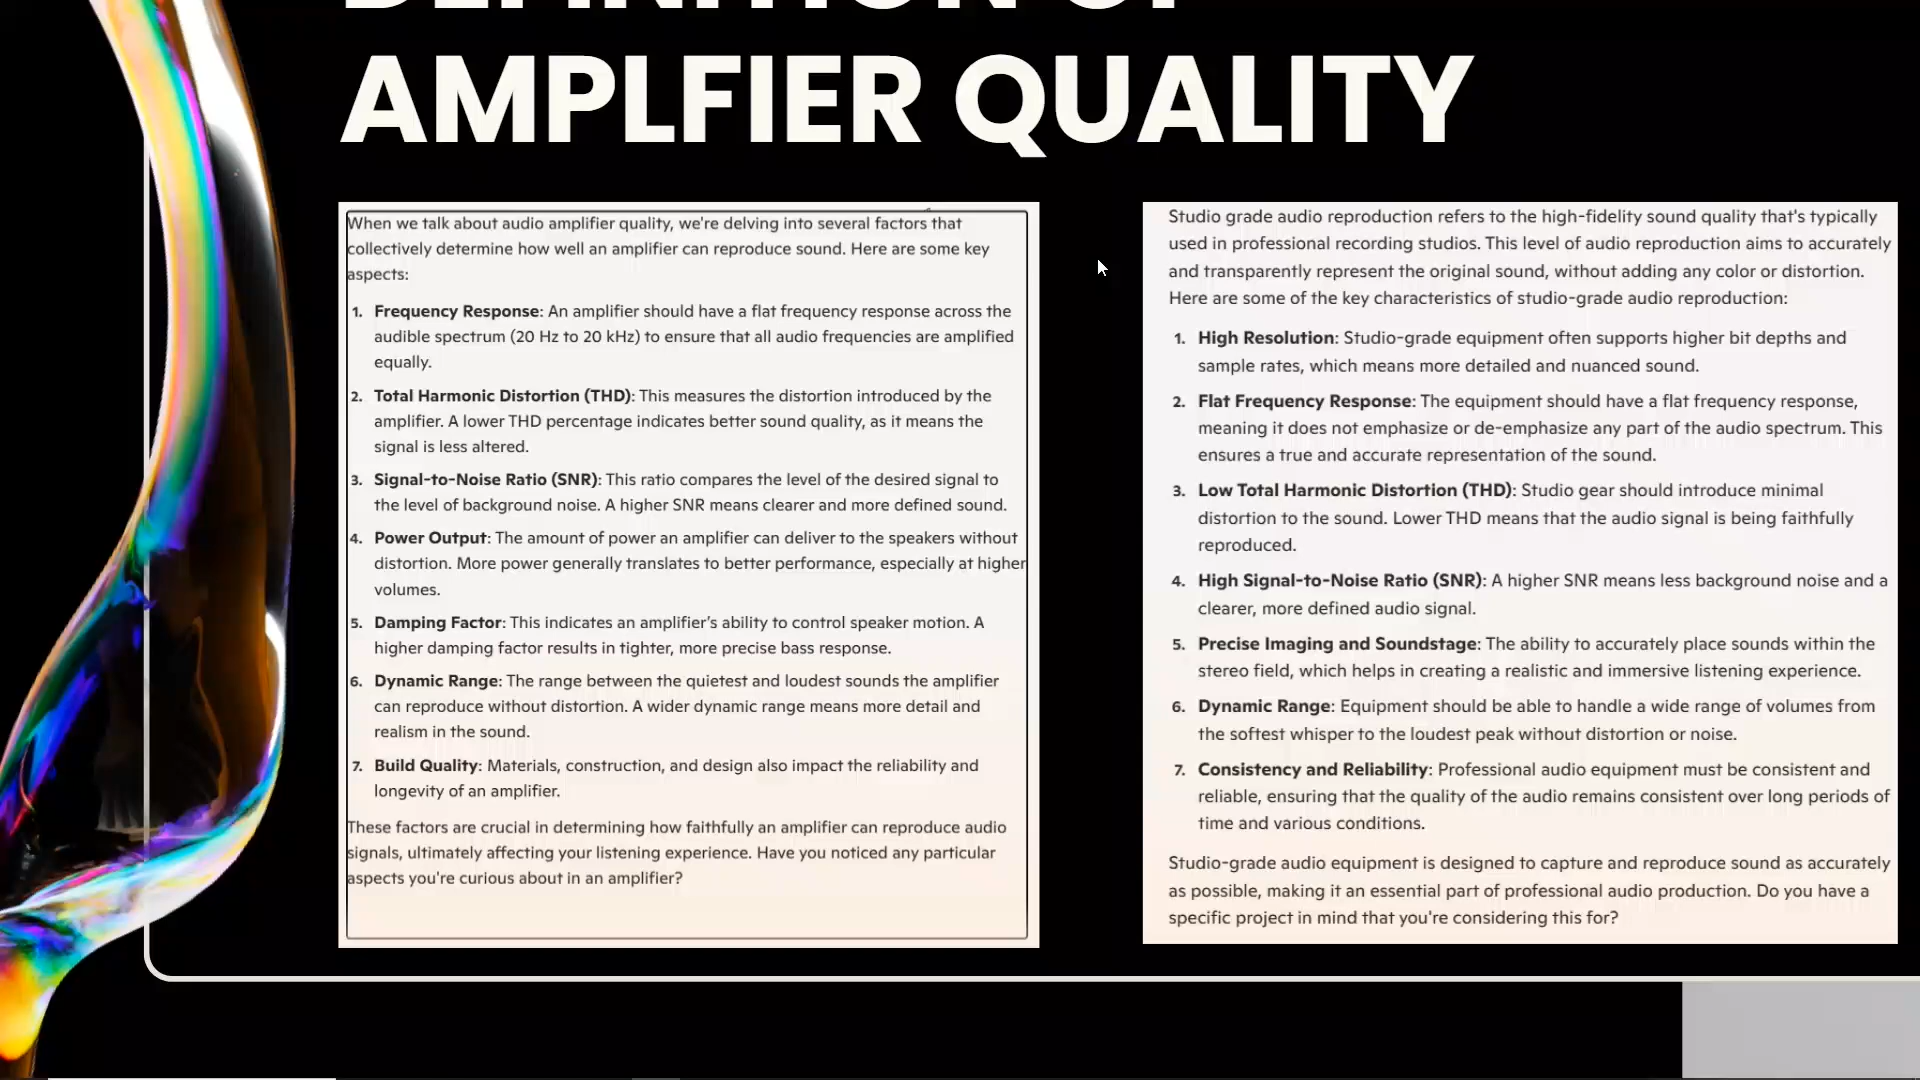 DEFINITION OF
AMPLFIER QUALITY
When we talk about audio amplifier quality, we're delving into several factors that
collectively determine how well an amplifier can reproduce sound. Here are some key
aspects:
1. Frequency Response: An amplifier should have a flat frequency response across the
audible spectrum (20 Hz to 20 kHz) to ensure that all audio frequencies are amplified
equally.
2. Total Harmonic Distortion (THD): This measures the distortion introduced by the
amplifier. A lower THD percentage indicates better sound quality, as it means the
signal is less altered.
3. Signal-to-Noise Ratio (SNR): This ratio compares the level of the desired signal to
the level of background noise. A higher SNR means clearer and more defined sound.
4. Power Output: The amount of power an amplifier can deliver to the speakers without
distortion. More power generally translates to better performance, especially at higher
volumes.
5. Damping Factor: This indicates an amplifier's ability to control speaker motion. A
higher damping factor results in tighter, more precise bass response.
6. Dynamic Range: The range between the quietest and loudest sounds the amplifier
can reproduce without distortion. A wider dynamic range means more detail and
realism in the sound.
7. Build Quality: Materials, construction, and design also impact the reliability and
longevity of an amplifier.
These factors are crucial in determining how faithfully an amplifier can reproduce audio
signals, ultimately affecting your listening experience. Have you noticed any particular
aspects you're curious about in an amplifier?
Studio grade audio reproduction refers to the high-fidelity sound quality that's typically
used in professional recording studios. This level of audio reproduction aims to accurately
and transparently represent the original sound, without adding any color or distortion.
Here are some of the key characteristics of studio-grade audio reproduction:
1. High Resolution: Studio-grade equipment often supports higher bit depths and
sample rates, which means more detailed and nuanced sound.
2. Flat Frequency Response: The equipment should have a flat frequency response,
meaning it does not emphasize or de-emphasize any part of the audio spectrum. This
ensures a true and accurate representation of the sound.
3. Low Total Harmonic Distortion (THD): Studio gear should introduce minimal
distortion to the sound. Lower THD means that the audio signal is being faithfully
reproduced.
4. High Signal-to-Noise Ratio (SNR): A higher SNR means less background noise and a
clearer, more defined audio signal.
5. Precise Imaging and Soundstage: The ability to accurately place sounds within the
stereo field, which helps in creating a realistic and immersive listening experience.
6. Dynamic Range: Equipment should be able to handle a wide range of volumes from
the softest whisper to the loudest peak without distortion or noise.
7. Consistency and Reliability: Professional audio equipment must be consistent and
reliable, ensuring that the quality of the audio remains consistent over long periods of
time and various conditions.
Studio-grade audio equipment is designed to capture and reproduce sound as accurately
as possible, making it an essential part of professional audio production. Do you have a
specific project in mind that you're considering this for?